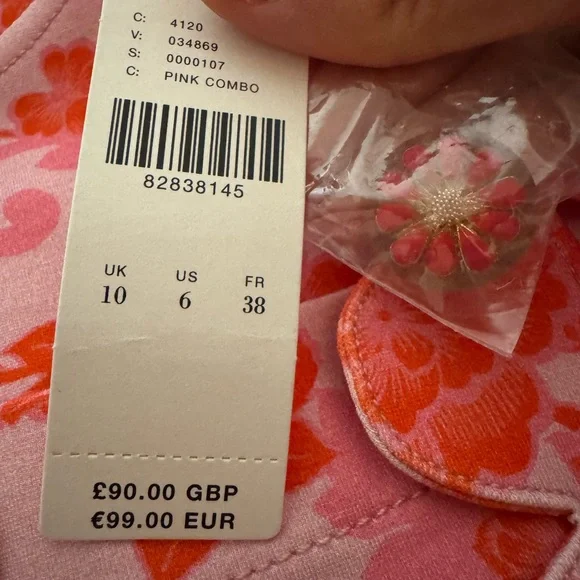 C: 4120
V: 034869
S: 0000107
C: PINK COMBO
82838145
UK US FR
10 6 38
£90.00 GBP
€99.00 EUR